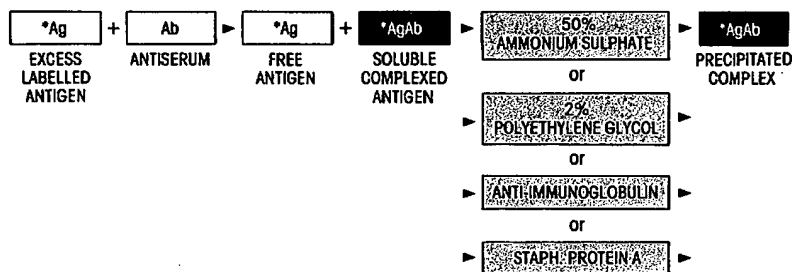 *Ag + Ab ► *Ag + *AgAb ► 50% AMMONIUM SULPHATE ► *AgAb
EXCESS LABELLED ANTIGEN
ANTISERUM
FREE ANTIGEN
SOLUBLE COMPLEXED ANTIGEN
PRECIPITATED COMPLEX
or
► 2% POLYETHYLENE GLYCOL ►
or
► ANTI-IMMUNOGLOBULIN ►
or
► STAPH. PROTEIN A ►